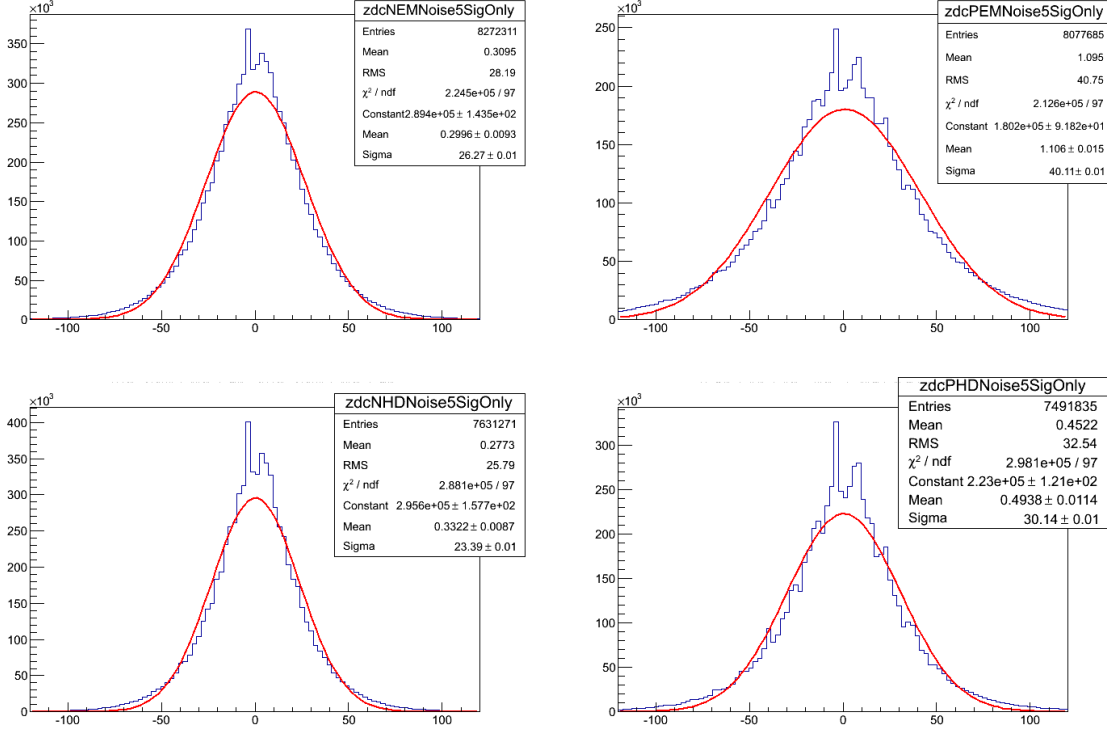 ×10³
zdcNEMNoise5SigOnly
Entries 8272311
Mean 0.3095
RMS 28.19
χ² / ndf 2.245e+05 / 97
Constant2.894e+05 ± 1.435e+02
Mean 0.2996 ± 0.0093
Sigma 26.27 ± 0.01
350
300
250
200
150
100
50
0
-100 -50 0 50 100
×10³
zdcPEMNoise5SigOnly
Entries 8077685
Mean 1.095
RMS 40.75
χ² / ndf 2.126e+05 / 97
Constant 1.802e+05 ± 9.182e+01
Mean 1.106 ± 0.015
Sigma 40.11 ± 0.01
250
200
150
100
50
0
-100 -50 0 50 100
×10³
zdcNHDNoise5SigOnly
Entries 7631271
Mean 0.2773
RMS 25.79
χ² / ndf 2.881e+05 / 97
Constant 2.956e+05 ± 1.577e+02
Mean 0.3322 ± 0.0087
Sigma 23.39 ± 0.01
400
350
300
250
200
150
100
50
0
-100 -50 0 50 100
×10³
zdcPHDNoise5SigOnly
Entries 7491835
Mean 0.4522
RMS 32.54
χ² / ndf 2.981e+05 / 97
Constant 2.23e+05 ± 1.21e+02
Mean 0.4938 ± 0.0114
Sigma 30.14 ± 0.01
300
250
200
150
100
50
0
-100 -50 0 50 100